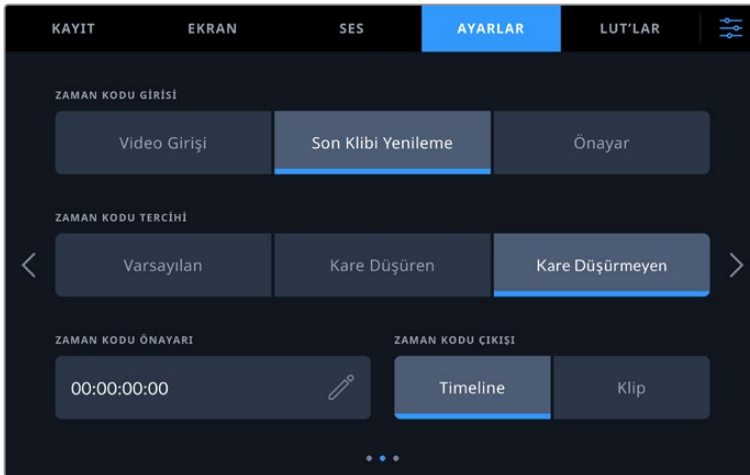 KAYIT EKRAN SES AYARLAR LUT'LAR
ZAMAN KODU GİRİSİ
Video Girişi Son Klibi Yenileme Önayar
ZAMAN KODU TERCİHİ
Varsayılan Kare Düşüren Kare Düşürmeyen
ZAMAN KODU ÖNAYARI ZAMAN KODU ÇIKIŞI
00:00:00:00 Timeline Klip